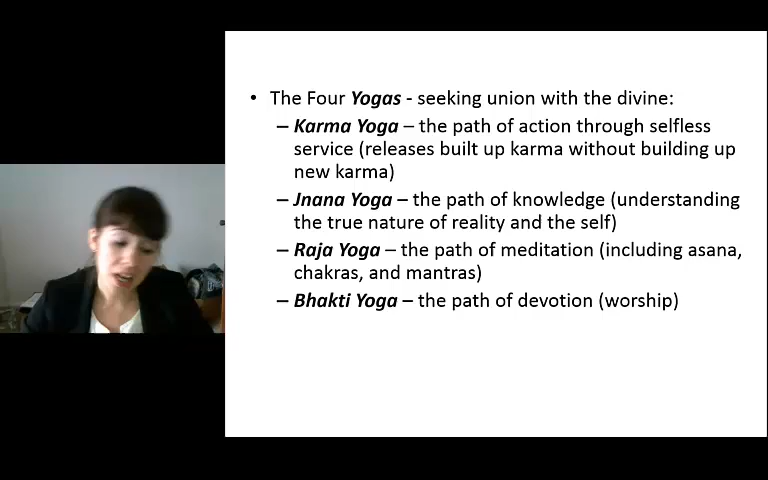 • The Four Yogas - seeking union with the divine:
– Karma Yoga – the path of action through selfless
service (releases built up karma without building up
new karma)
– Jnana Yoga – the path of knowledge (understanding
the true nature of reality and the self)
– Raja Yoga – the path of meditation (including asana,
chakras, and mantras)
– Bhakti Yoga – the path of devotion (worship)